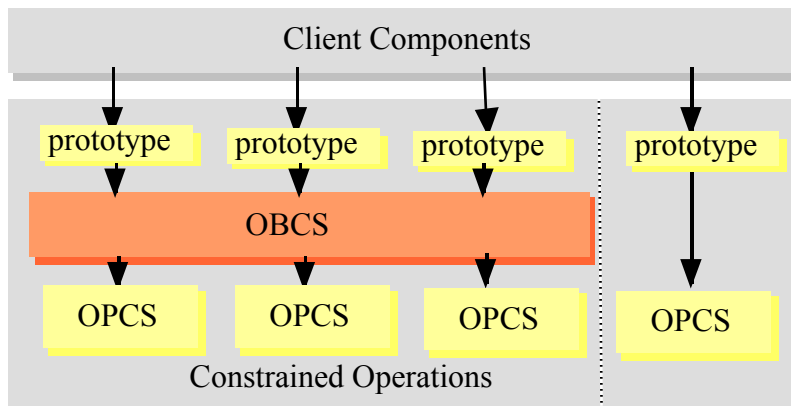 Client Components
prototype
prototype
prototype
prototype
OBCS
OPCS
OPCS
OPCS
OPCS
Constrained Operations